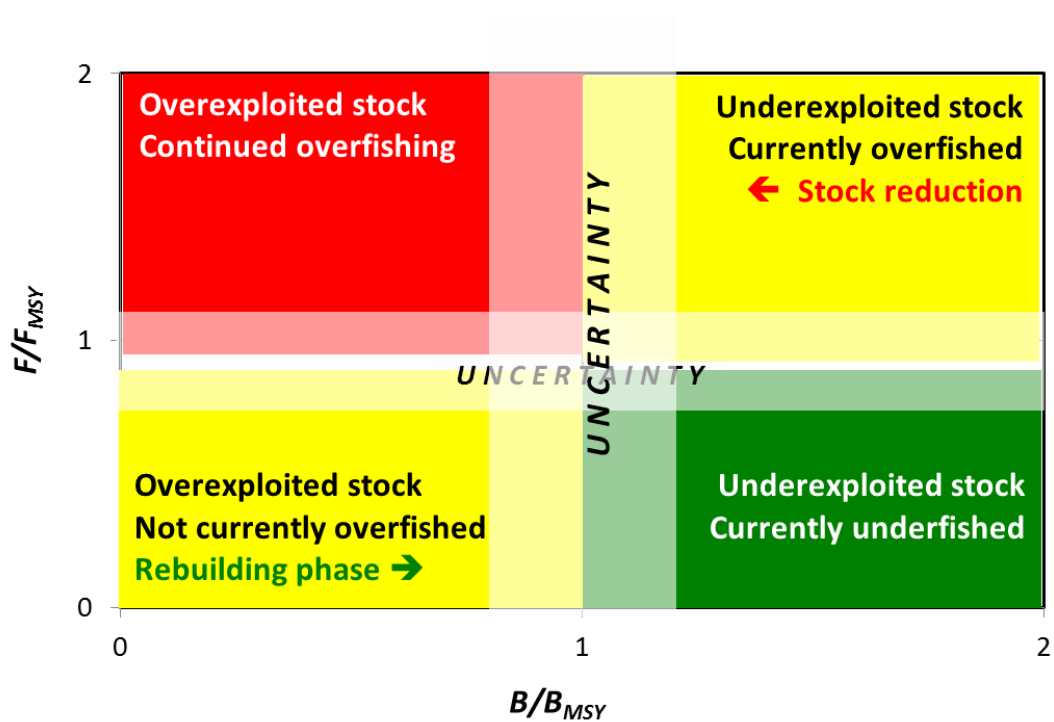 2
Overexploited stock
Continued overfishing
Underexploited stock
Currently overfished
← Stock reduction
UNCERTAINTY
F/FMSY
1
UNCERTAINTY
Overexploited stock
Not currently overfished
Rebuilding phase →
Underexploited stock
Currently underfished
0
0
1
2
B/BMSY